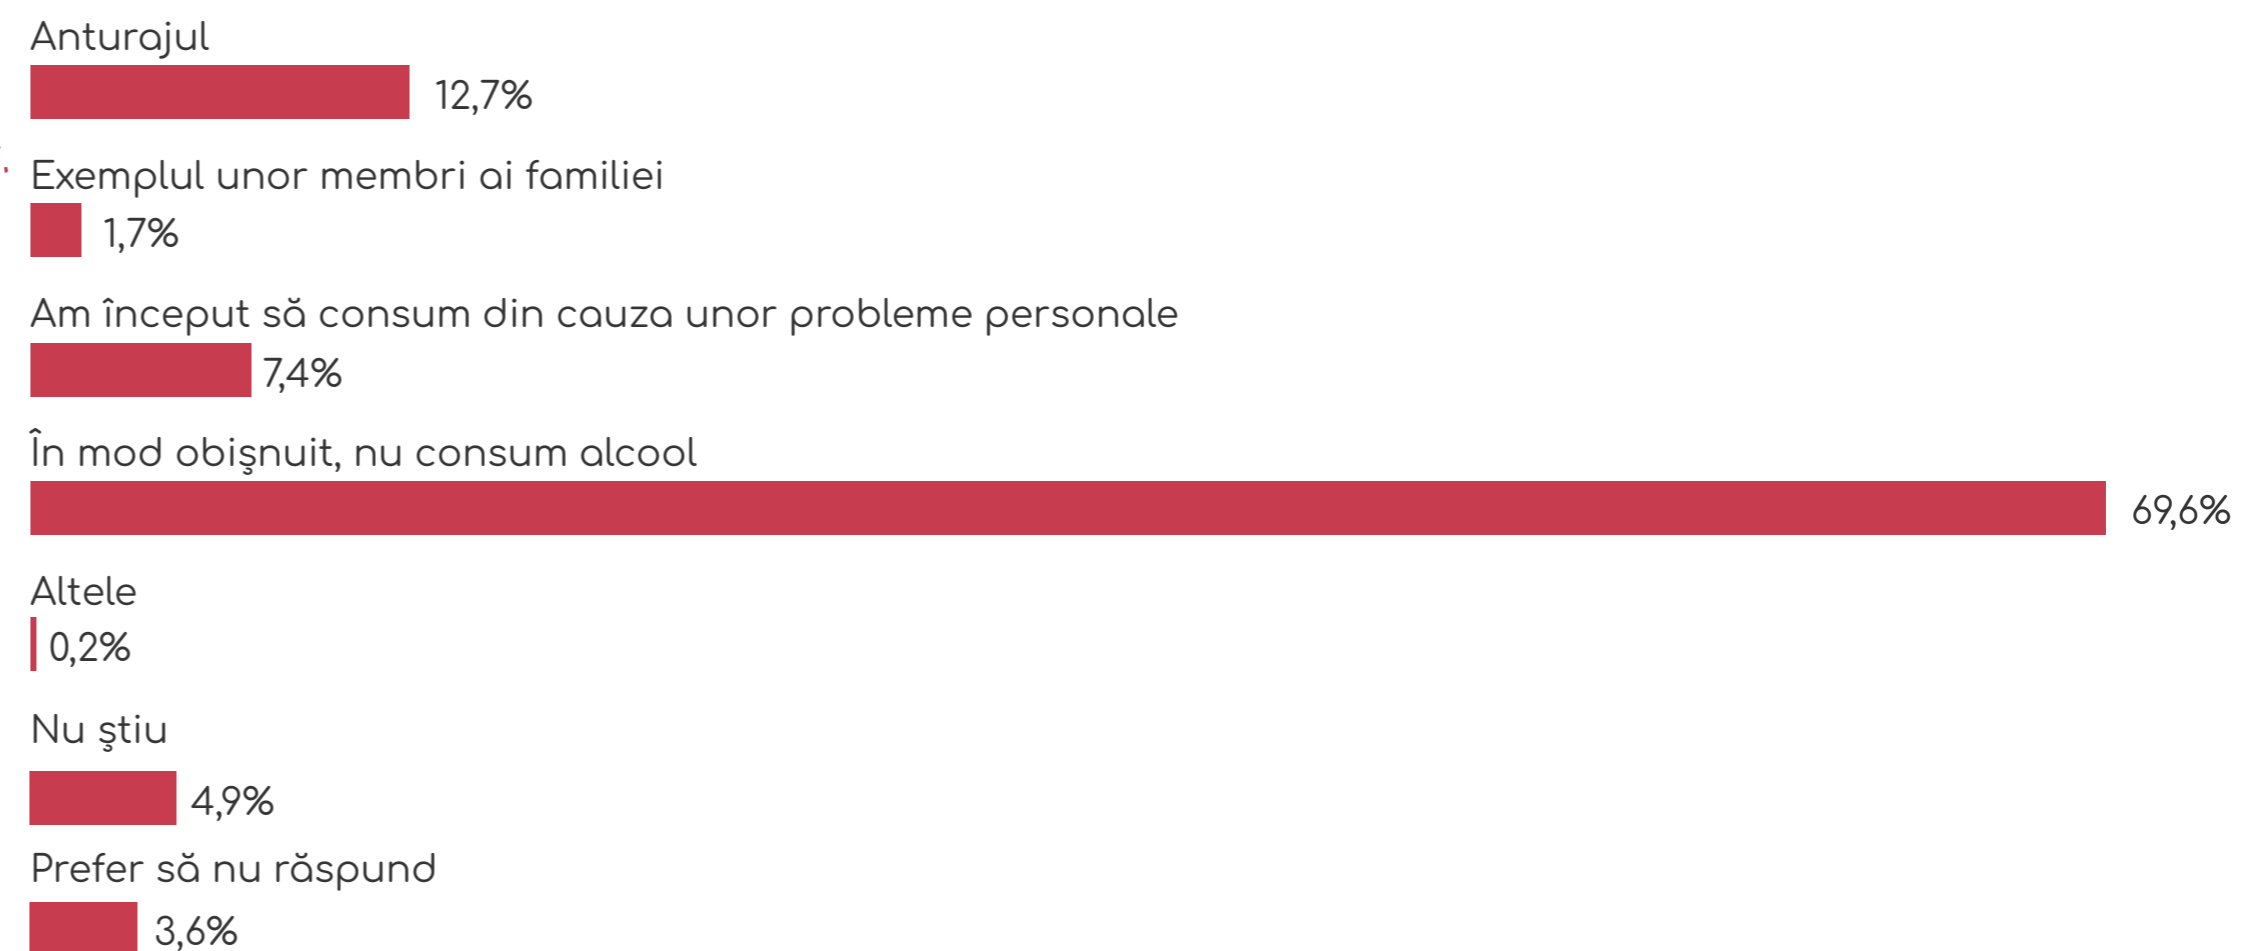 Anturajul
12,7%
Exemplul unor membri ai familiei
1,7%
Am început să consum din cauza unor probleme personale
7,4%
În mod obişnuit, nu consum alcool
69,6%
Altele
0,2%
Nu ştiu
4,9%
Prefer să nu răspund
3,6%